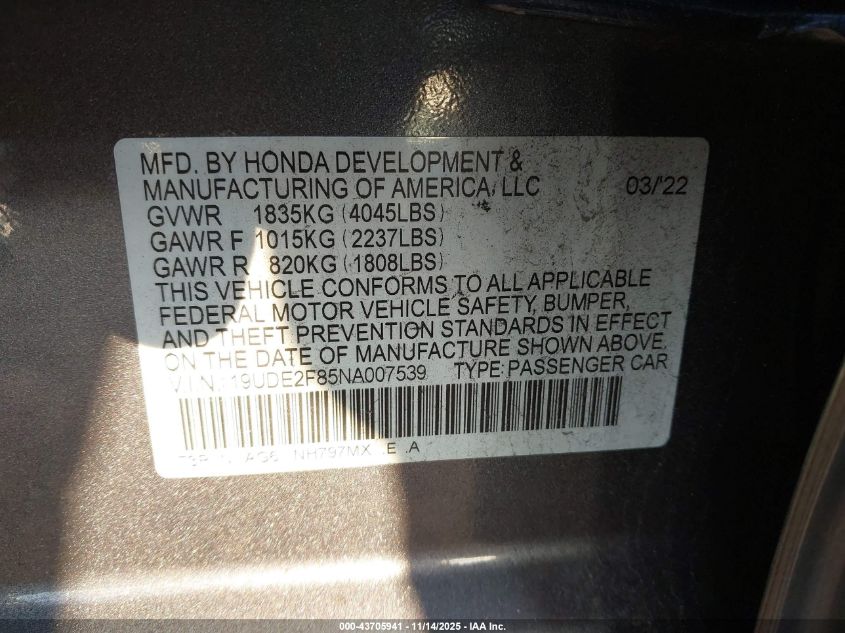 MFD. BY HONDA DEVELOPMENT &
MANUFACTURING OF AMERICA, LLC 03/'22
GVWR 1835KG (4045LBS)
GAWR F 1015KG (2237LBS)
GAWR R 820KG (1808LBS)
THIS VEHICLE CONFORMS TO ALL APPLICABLE
FEDERAL MOTOR VEHICLE SAFETY, BUMPER,
AND THEFT PREVENTION STANDARDS IN EFFECT
ON THE DATE OF MANUFACTURE SHOWN ABOVE.
V.I.N.: 19UDE2F85NA007539 TYPE: PASSENGER CAR
NH797MX
000-43705941 - 11/14/2025 - IAA Inc.